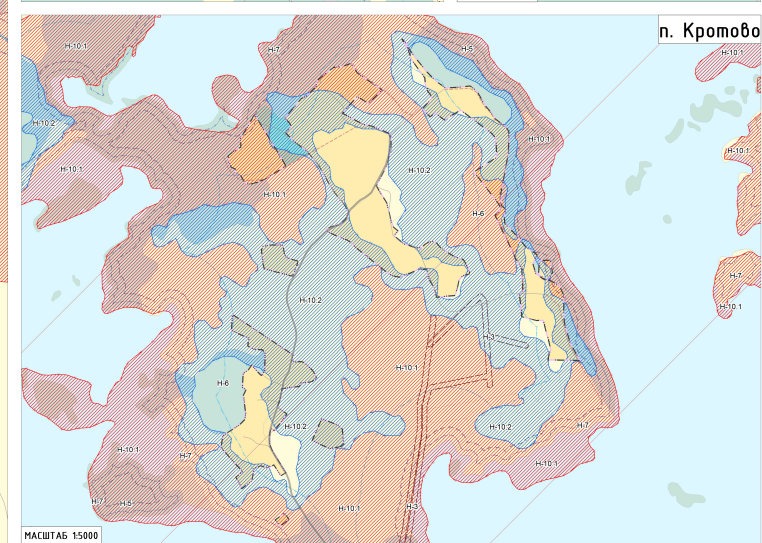 п. Кротово
Н-10.1
Н-7
Н-5
Н-10.1
Н-10.2
Н-10.1
Н-10.1
Н-10.1
Н-10.2
Н-10.1
Н-6
Н-7
Н-10.1
Н-10.2
Н-3
Н-10.1
Н-6
Н-10.2
Н-10.2
Н-7
Н-10.1
Н-7
Н-10.1
Н-7
Н-5
Н-10.1
Н-3
МАСШТАБ 1:5000